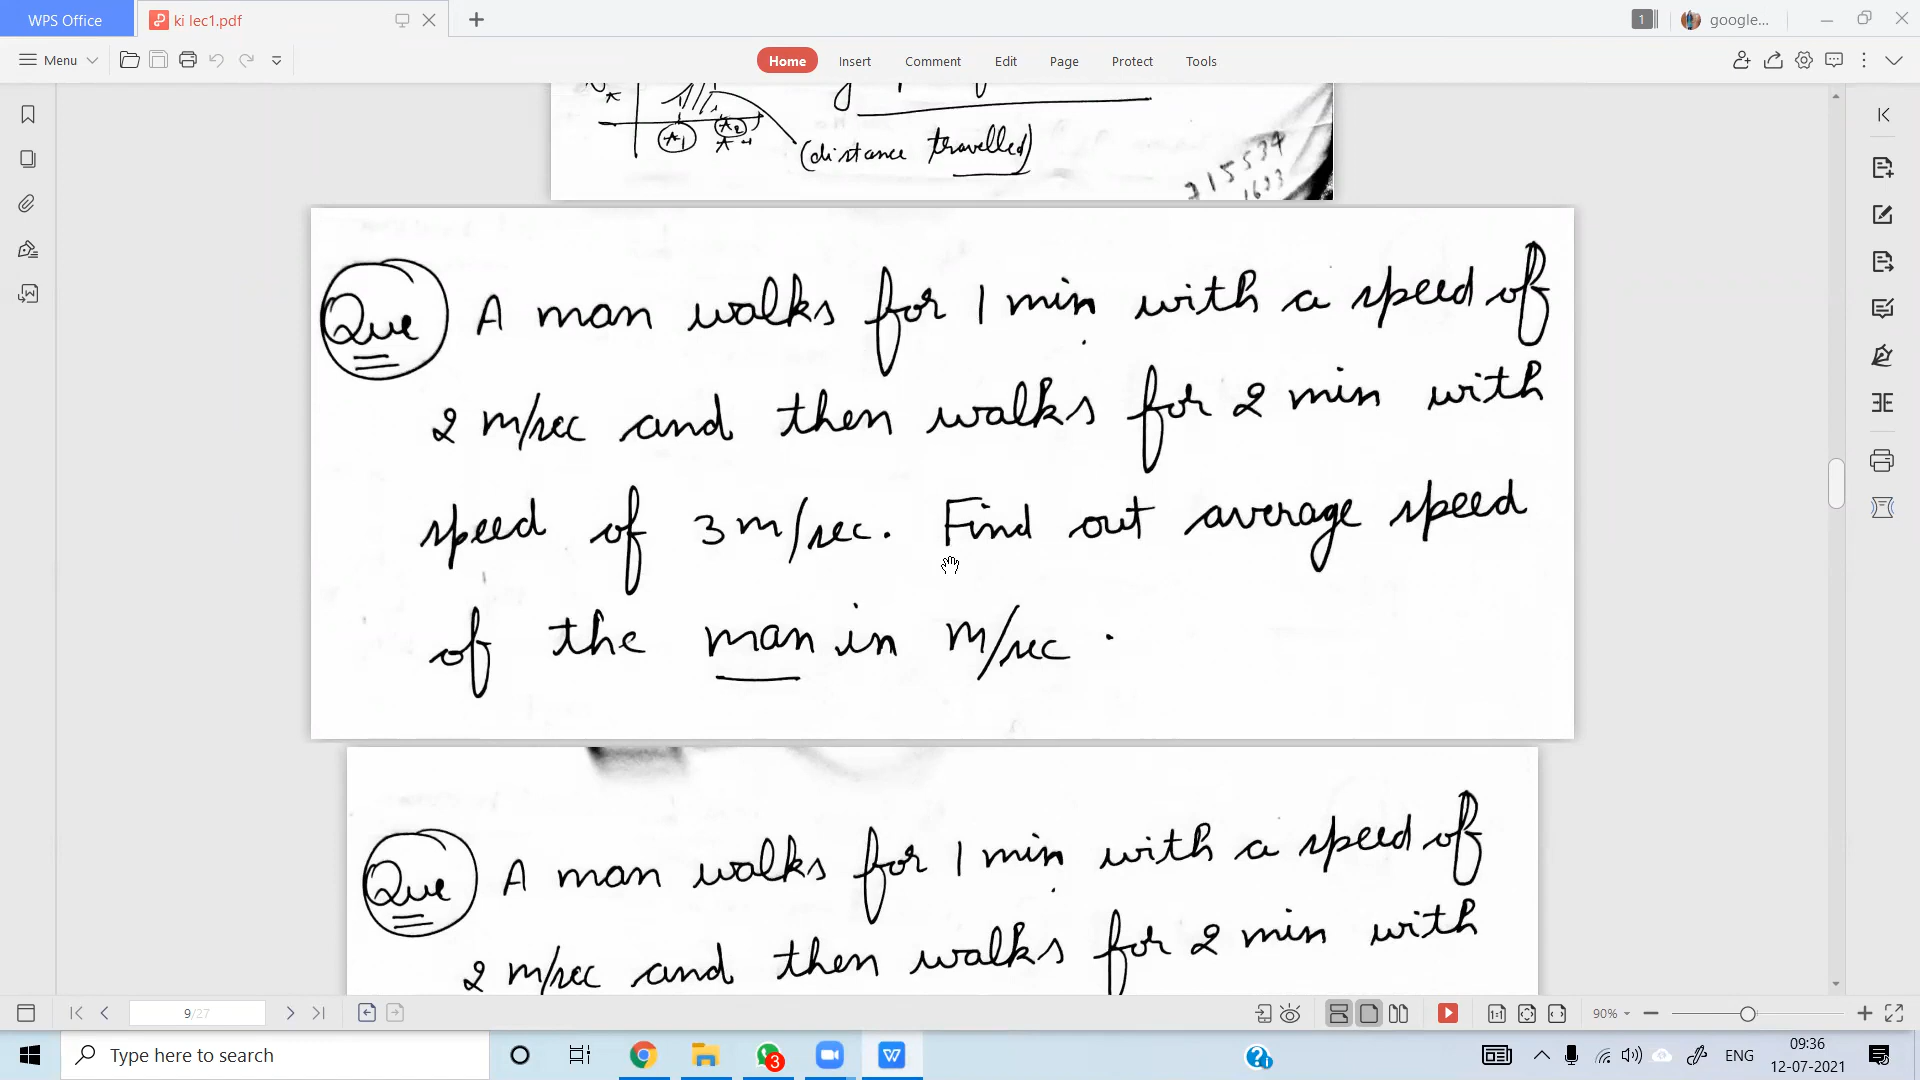 WPS Office
ki lec1.pdf
1
google...
Menu
Home
Insert
Comment
Edit
Page
Protect
Tools
(distance travelled)
Que A man walks for 1 min with a speed of
2 m/sec and then walks for 2 min with
speed of 3 m/sec. Find out average speed
of the man in m/sec.
Que A man walks for 1 min with a speed of
2 m/sec and then walks for 2 min with
9/27
1:1
90%
Type here to search
3
ENG
09:36
12-07-2021